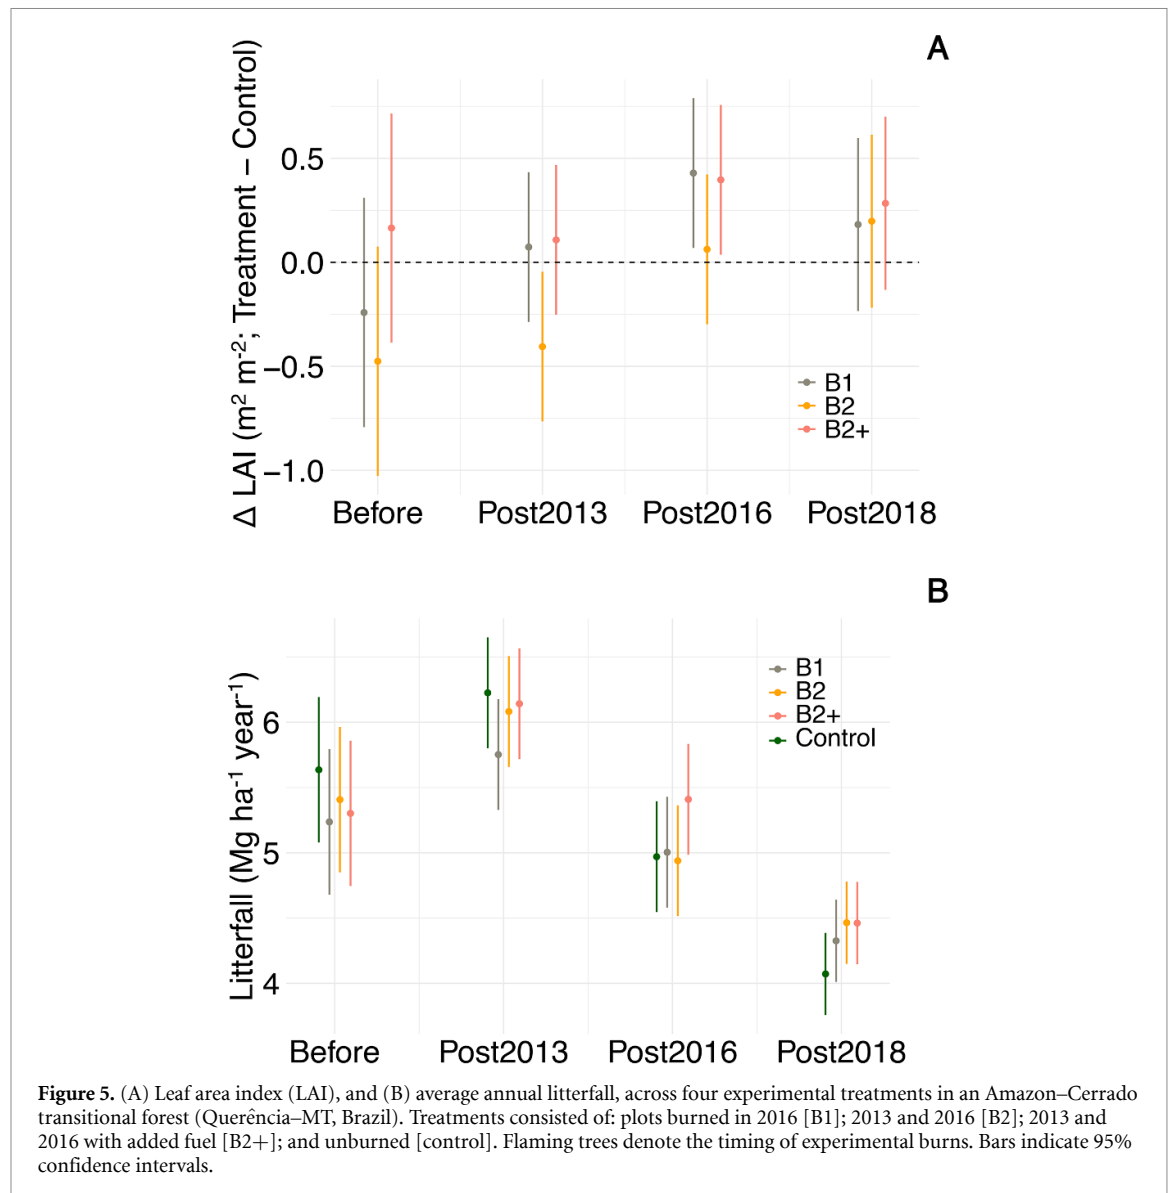 A
Δ LAI (m² m⁻²; Treatment – Control)
0.5
0.0
−0.5
−1.0
B1
B2
B2+
Before Post2013 Post2016 Post2018
B
Litterfall (Mg ha⁻¹ year⁻¹)
6
5
4
B1
B2
B2+
Control
Before Post2013 Post2016 Post2018
Figure 5. (A) Leaf area index (LAI), and (B) average annual litterfall, across four experimental treatments in an Amazon–Cerrado
transitional forest (Querência–MT, Brazil). Treatments consisted of: plots burned in 2016 [B1]; 2013 and 2016 [B2]; 2013 and
2016 with added fuel [B2+]; and unburned [control]. Flaming trees denote the timing of experimental burns. Bars indicate 95%
confidence intervals.